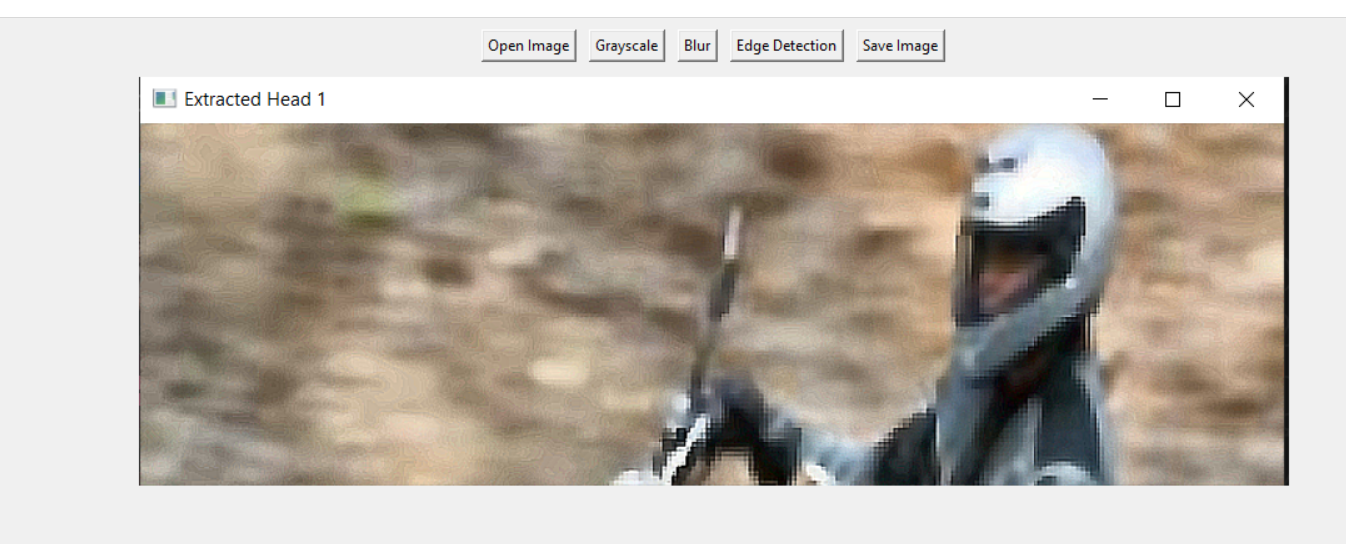 Open Image Grayscale Blur Edge Detection Save Image
Extracted Head 1